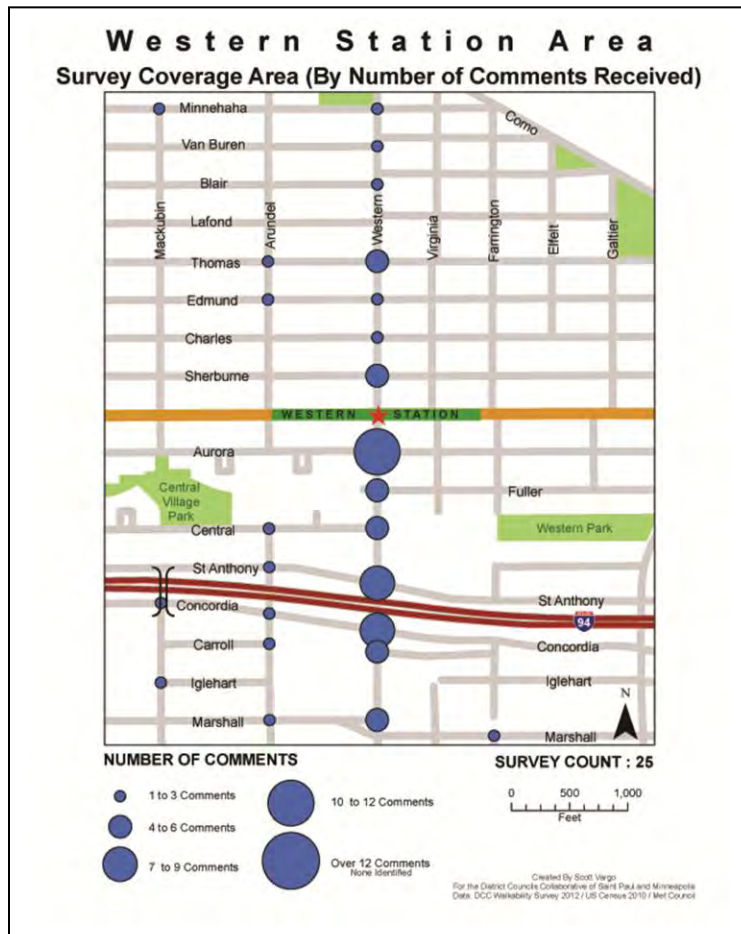 Western Station Area
Survey Coverage Area (By Number of Comments Received)
Minnehaha
Como
Van Buren
Blair
Mackubin
Arundel
Western
Virginia
Farrington
Elfelt
Galtier
Lafond
Thomas
Edmund
Charles
Sherburne
WESTERN STATION
Aurora
Central
Village
Park
Fuller
Central
Western Park
St Anthony
St Anthony
Concordia
94
Carroll
Concordia
Iglehart
Iglehart
N
Marshall
Marshall
NUMBER OF COMMENTS
SURVEY COUNT : 25
1 to 3 Comments
10 to 12 Comments
0 500 1,000
Feet
4 to 6 Comments
7 to 9 Comments
Over 12 Comments
None Identified
Created By Scott Vargo
For the District Councils Collaborative of Saint Paul and Minneapolis
Data: DCC Walkability Survey 2012 / US Census 2010 / Met Council